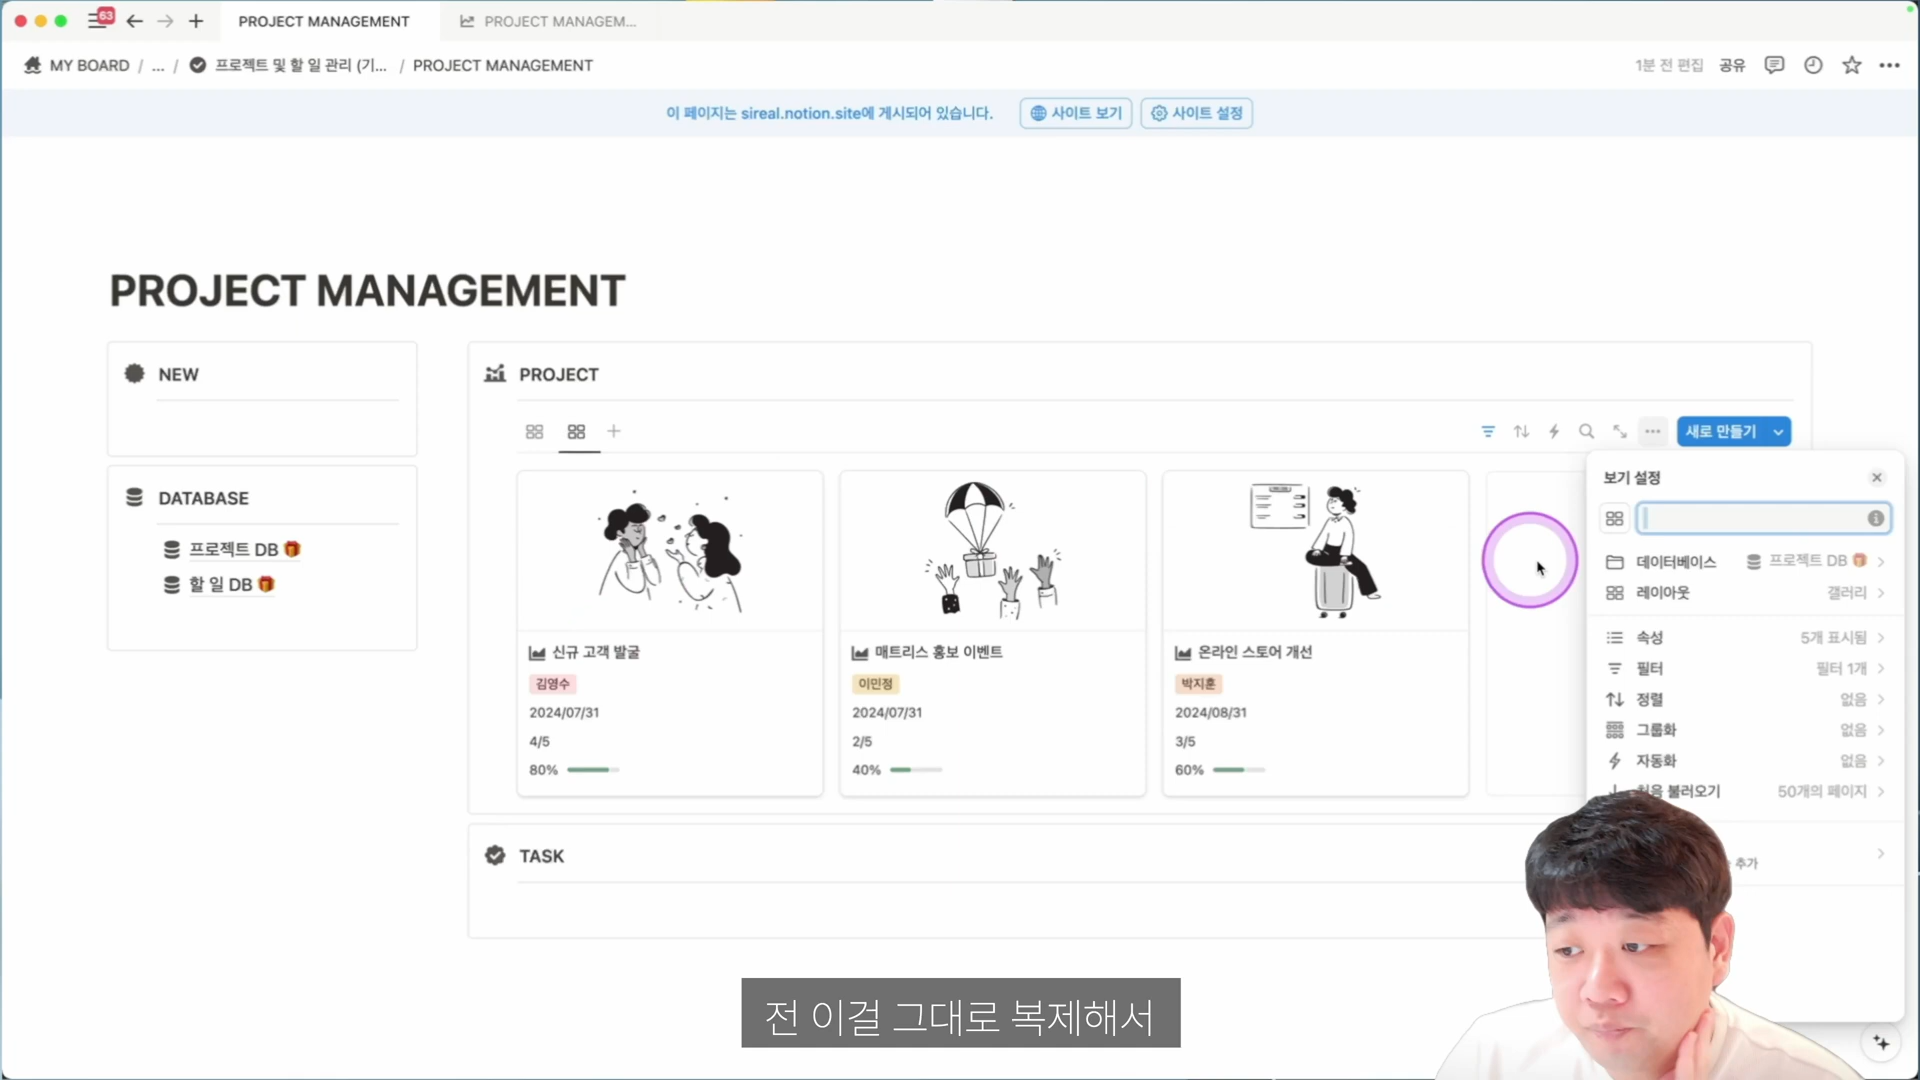 63
PROJECT MANAGEMENT
PROJECT MANAGEM...
MY BOARD / ... / 프로젝트 및 할 일 관리 (기... / PROJECT MANAGEMENT
1분 전 편집 공유
이 페이지는 sireal.notion.site에 게시되어 있습니다.
사이트 보기
사이트 설정
PROJECT MANAGEMENT
NEW
DATABASE
프로젝트 DB
할 일 DB
PROJECT
새로 만들기
신규 고객 발굴
김영수
2024/07/31
4/5
80%
매트리스 홍보 이벤트
이민정
2024/07/31
2/5
40%
온라인 스토어 개선
박지훈
2024/08/31
3/5
60%
TASK
보기 설정
데이터베이스 프로젝트 DB
레이아웃 갤러리
속성 5개 표시됨
필터 필터 1개
정렬 없음
그룹화 없음
자동화 없음
처음 불러오기 50개의 페이지
추가
전 이걸 그대로 복제해서